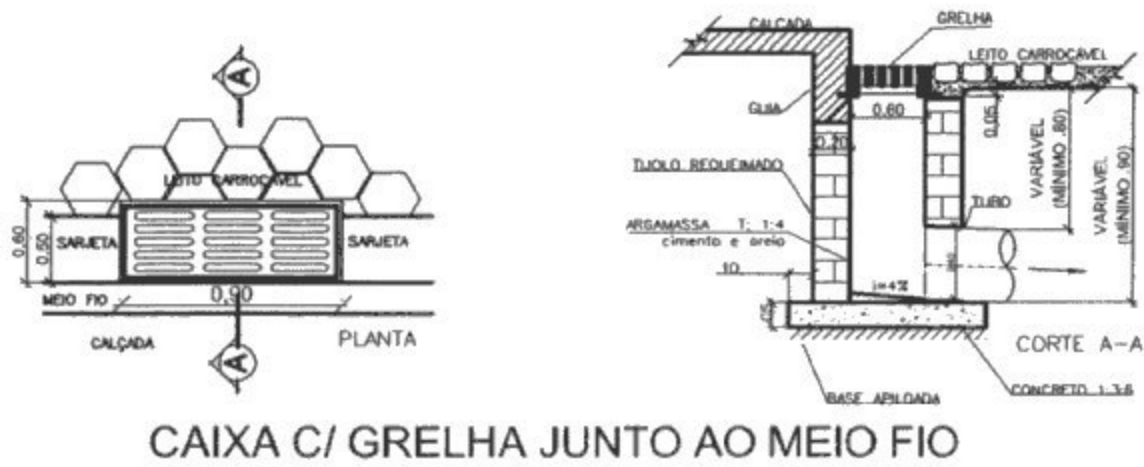 A
LEITO CARROÇÁVEL
0,60
0,50
SARJETA
SARJETA
MEIO FIO
0,90
CALÇADA
PLANTA
A
CALÇADA
GRELHA
LEITO CARROÇÁVEL
GUIA
0,60
0,05
0,20
VARIÁVEL
(MÍNIMO .80)
VARIÁVEL
(MÍNIMO .90)
TIJOLO REQUEIMADO
TUBO
ARGAMASSA T: 1:4
cimento e areia
10
i=4%
CORTE A-A
BASE APILOADA
CONCRETO 1:3:6
CAIXA C/ GRELHA JUNTO AO MEIO FIO